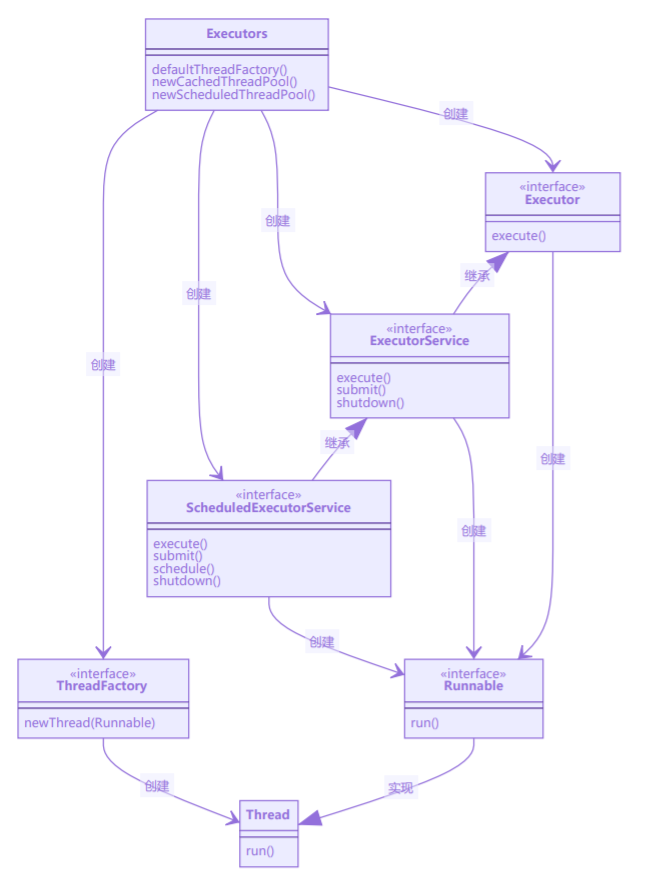 Executors
defaultThreadFactory()
newCachedThreadPool()
newScheduledThreadPool()
创建
«interface»
Executor
execute()
创建
继承
创建
«interface»
ExecutorService
execute()
submit()
shutdown()
创建
继承
创建
«interface»
ScheduledExecutorService
execute()
submit()
schedule()
shutdown()
创建
创建
«interface»
ThreadFactory
newThread(Runnable)
«interface»
Runnable
run()
创建
实现
Thread
run()